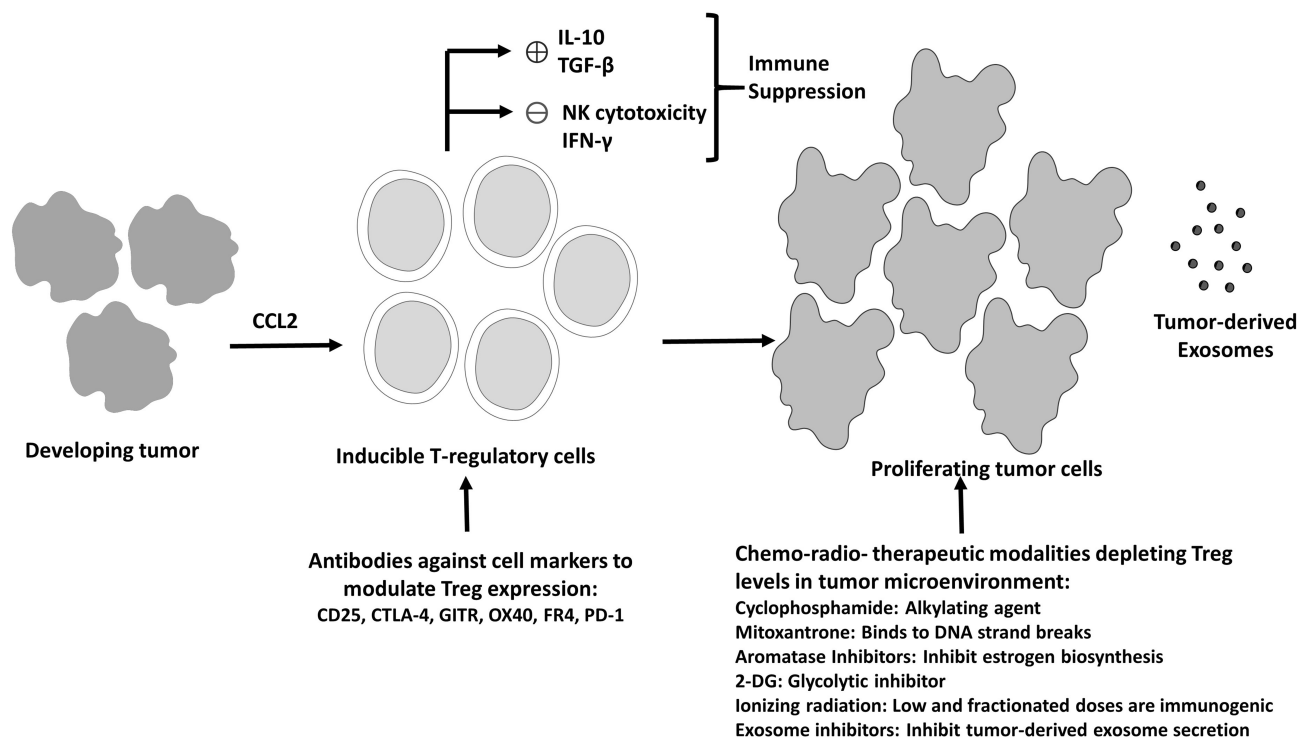 IL-10
TGF-β
NK cytotoxicity
IFN-γ
Immune
Suppression
CCL2
Developing tumor
Inducible T-regulatory cells
Proliferating tumor cells
Tumor-derived
Exosomes
Antibodies against cell markers to
modulate Treg expression:
CD25, CTLA-4, GITR, OX40, FR4, PD-1
Chemo-radio- therapeutic modalities depleting Treg
levels in tumor microenvironment:
Cyclophosphamide: Alkylating agent
Mitoxantrone: Binds to DNA strand breaks
Aromatase Inhibitors: Inhibit estrogen biosynthesis
2-DG: Glycolytic inhibitor
Ionizing radiation: Low and fractionated doses are immunogenic
Exosome inhibitors: Inhibit tumor-derived exosome secretion